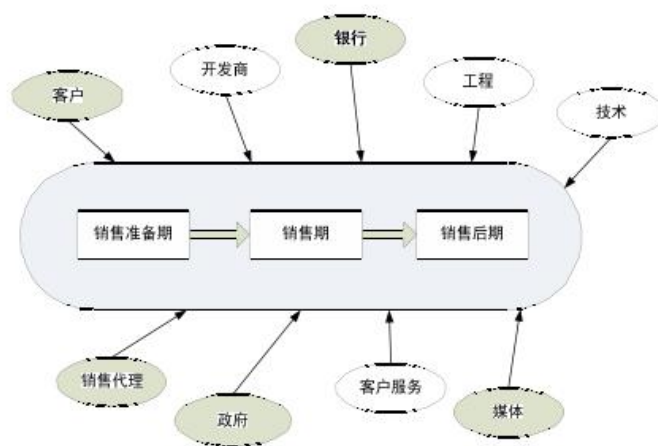 银行
开发商
工程
客户
技术
销售准备期
销售期
销售后期
销售代理
客户服务
政府
媒体